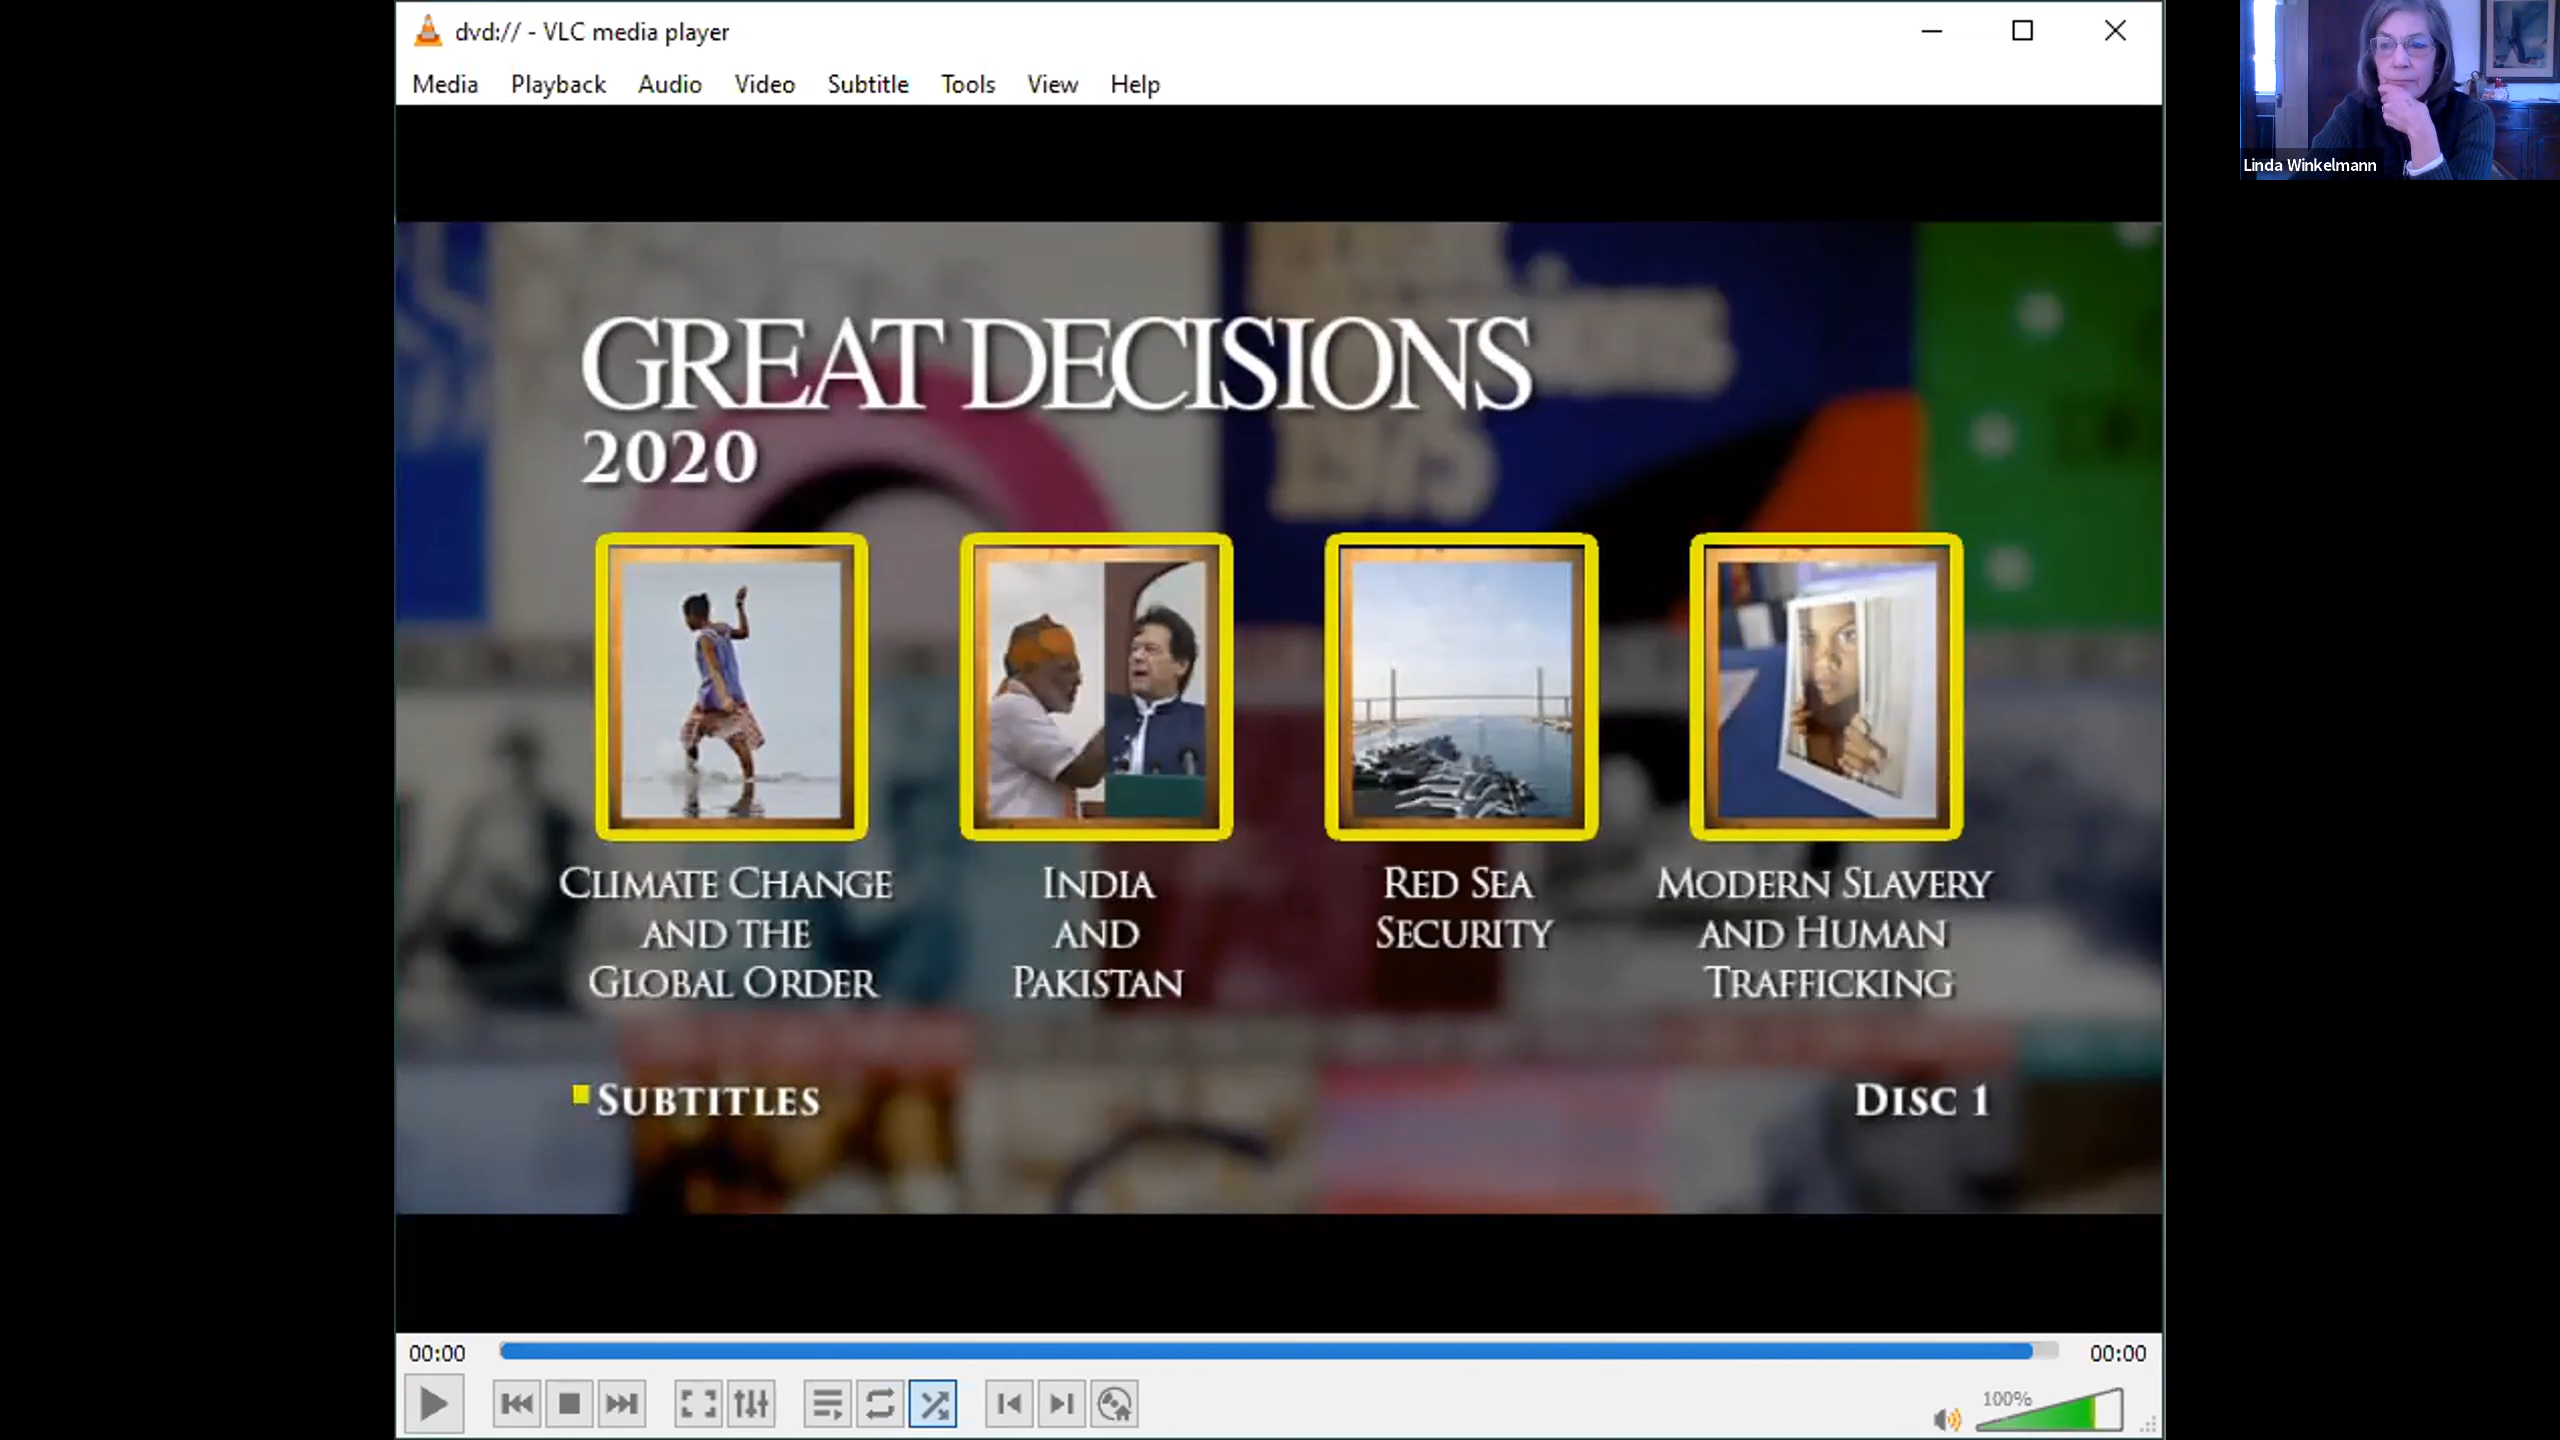 dvd:// - VLC media player
Media Playback Audio Video Subtitle Tools View Help
Linda Winkelmann
GREAT DECISIONS
2020
1975
CLIMATE CHANGE
AND THE
GLOBAL ORDER
INDIA
AND
PAKISTAN
RED SEA
SECURITY
MODERN SLAVERY
AND HUMAN
TRAFFICKING
SUBTITLES
DISC 1
00:00
00:00
100%